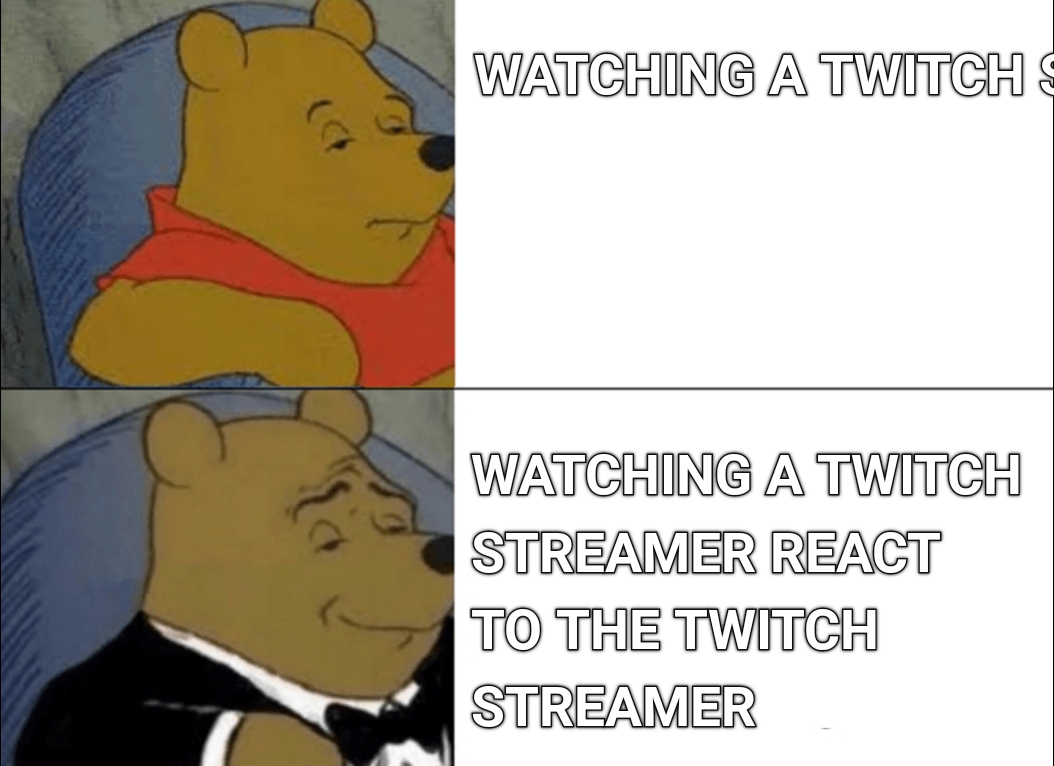 WATCHING A TWITCH S
WATCHING A TWITCH
STREAMER REACT
TO THE TWITCH
STREAMER